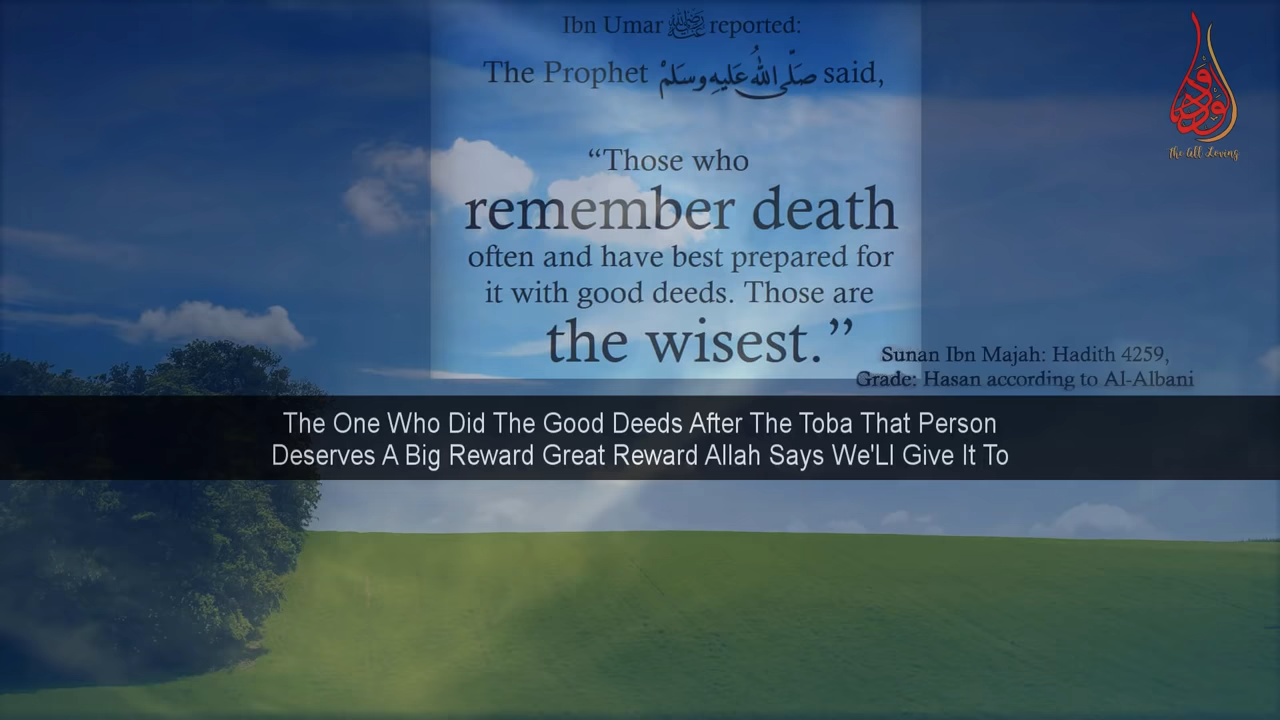 Ibn Umar رضي الله عنه reported:
The Prophet صَلَّى اللهُ عَلَيْهِ وَسَلَّمْ said,
“Those who
remember death
often and have best prepared for
it with good deeds. Those are
the wisest.”
Sunan Ibn Majah: Hadith 4259,
Grade: Hasan according to Al-Albani
The One Who Did The Good Deeds After The Toba That Person
Deserves A Big Reward Great Reward Allah Says We'Ll Give It To
The All Loving